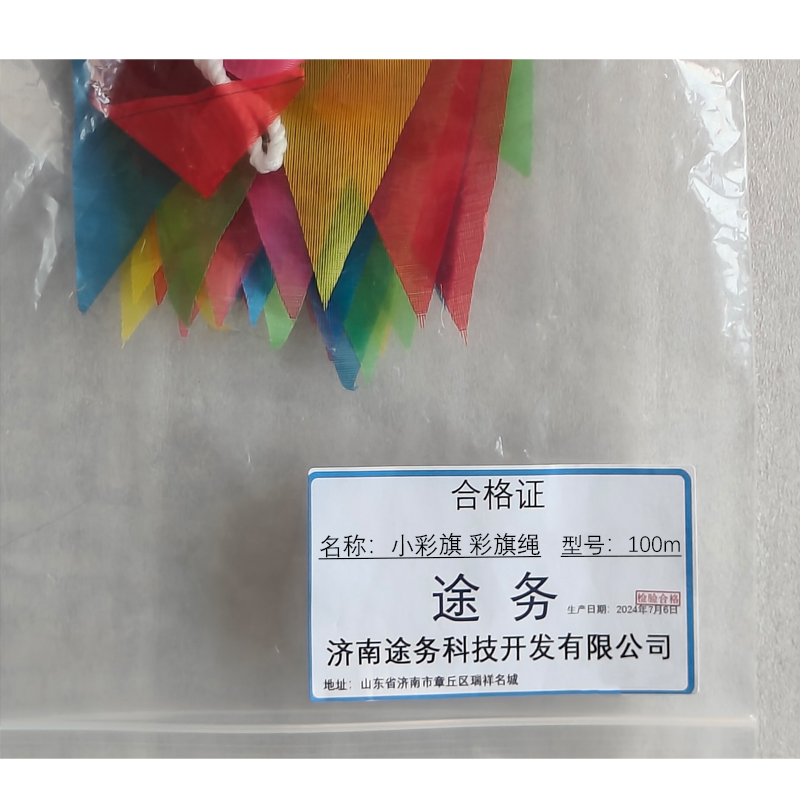 合格证
名称：小彩旗 彩旗绳 型号：100m
途务
检验合格
生产日期：2024年7月6日
济南途务科技开发有限公司
地址：山东省济南市章丘区瑞祥名城